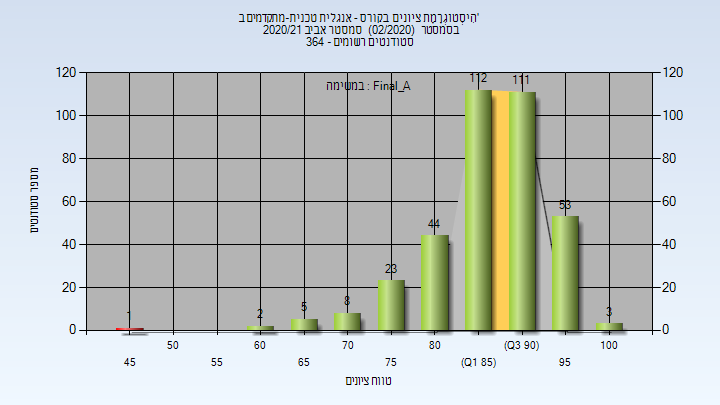 היסטוגרמת ציונים בקורס - אנגלית טכנית-מתקדמים ב'
בסמסטר (02/2020) סמסטר אביב 2020/21
סטודנטים רשומים - 364
במשימה : Final_A
מספר סטודנטים
120 120
100 100
80 80
60 60
40 40
20 20
0 0
1 2 5 8 23 44 112 111 53 3
50 60 70 80 (Q3 90) 100
45 55 65 75 (Q1 85) 95
טווח ציונים